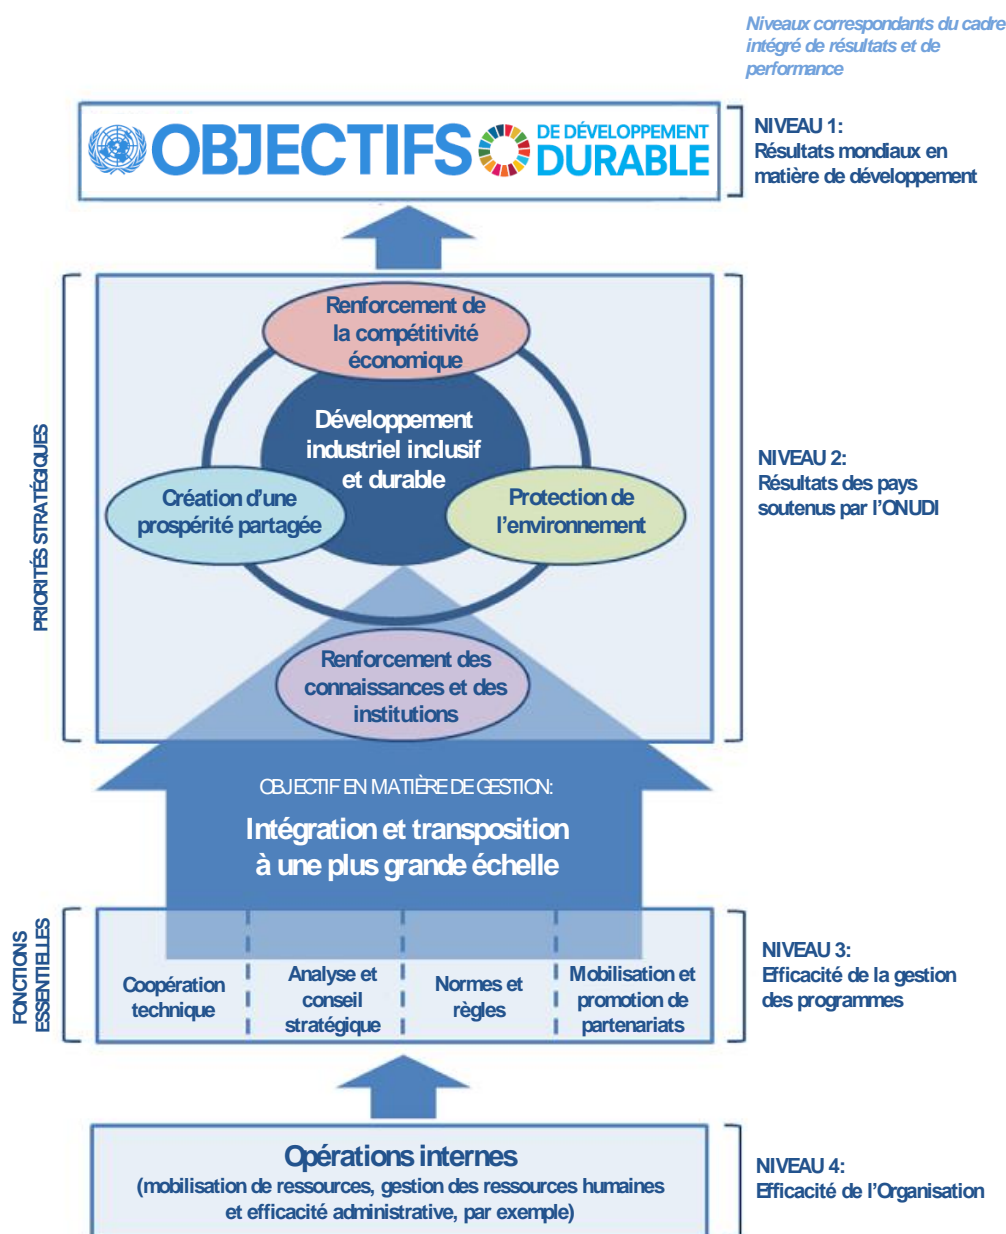 Niveaux correspondants du cadre
intégré de résultats et de
performance
OBJECTIFS
DE DÉVELOPPEMENT
DURABLE
NIVEAU 1:
Résultats mondiaux en
matière de développement
PRIORITÉS STRATÉGIQUES
Renforcement de
la compétitivité
économique
Développement
industriel inclusif
et durable
Création d'une
prospérité partagée
Protection de
l'environnement
Renforcement des
connaissances et des
institutions
NIVEAU 2:
Résultats des pays
soutenus par l'ONUDI
OBJECTIF EN MATIÈRE DE GESTION:
Intégration et transposition
à une plus grande échelle
FONCTIONS
ESSENTIELLES
Coopération
technique
Analyse et
conseil
stratégique
Normes et
règles
Mobilisation et
promotion de
partenariats
NIVEAU 3:
Efficacité de la gestion
des programmes
Opérations internes
(mobilisation de ressources, gestion des ressources humaines
et efficacité administrative, par exemple)
NIVEAU 4:
Efficacité de l'Organisation